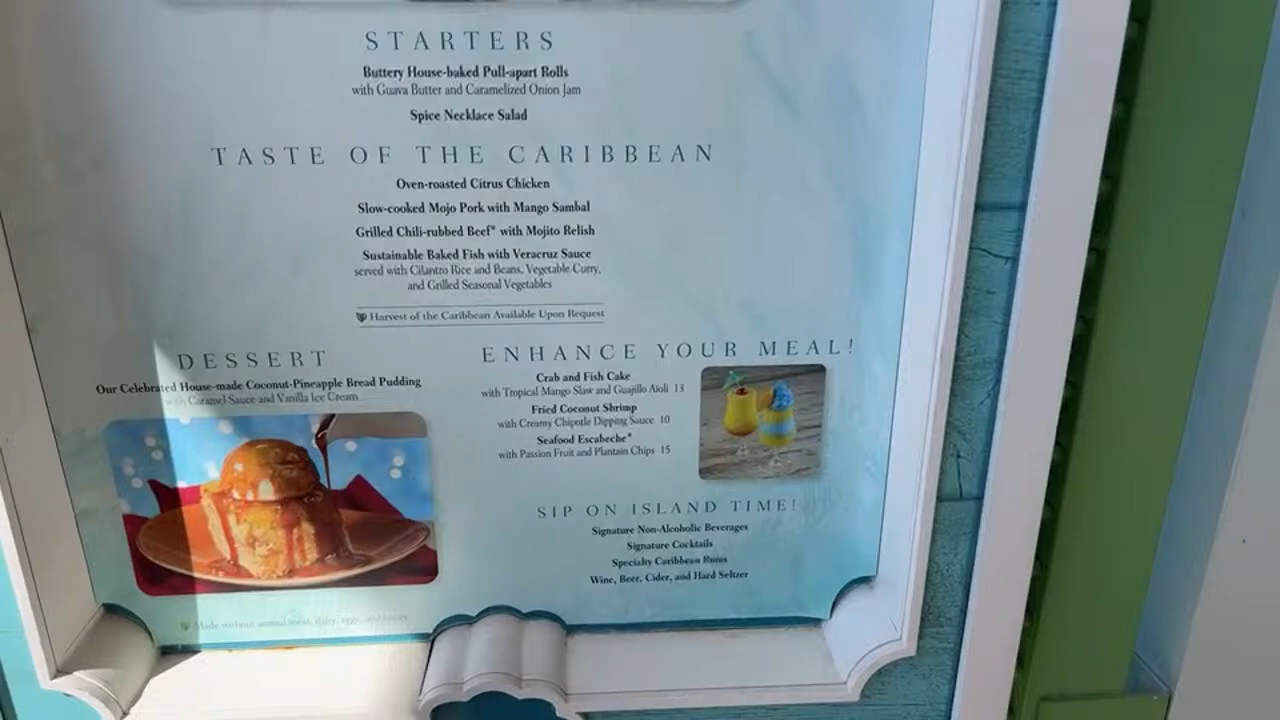 STARTERS
Buttery House-baked Pull-apart Rolls
with Guava Butter and Caramelized Onion Jam
Spice Necklace Salad
TASTE OF THE CARIBBEAN
Oven-roasted Citrus Chicken
Slow-cooked Mojo Pork with Mango Sambal
Grilled Chili-rubbed Beef* with Mojito Relish
Sustainable Baked Fish with Veracruz Sauce
served with Cilantro Rice and Beans, Vegetable Curry,
and Grilled Seasonal Vegetables
Harvest of the Caribbean Available Upon Request
DESSERT
Our Celebrated House-made Coconut-Pineapple Bread Pudding
with Caramel Sauce and Vanilla Ice Cream
ENHANCE YOUR MEAL!
Crab and Fish Cake
with Tropical Mango Slaw and Guajillo Aioli 13
Fried Coconut Shrimp
with Creamy Chipotle Dipping Sauce 10
Seafood Escabeche*
with Passion Fruit and Plantain Chips 15
SIP ON ISLAND TIME!
Signature Non-Alcoholic Beverages
Signature Cocktails
Specialty Caribbean Rums
Wine, Beer, Cider, and Hard Seltzer
Made without animal meat, dairy, eggs, and honey